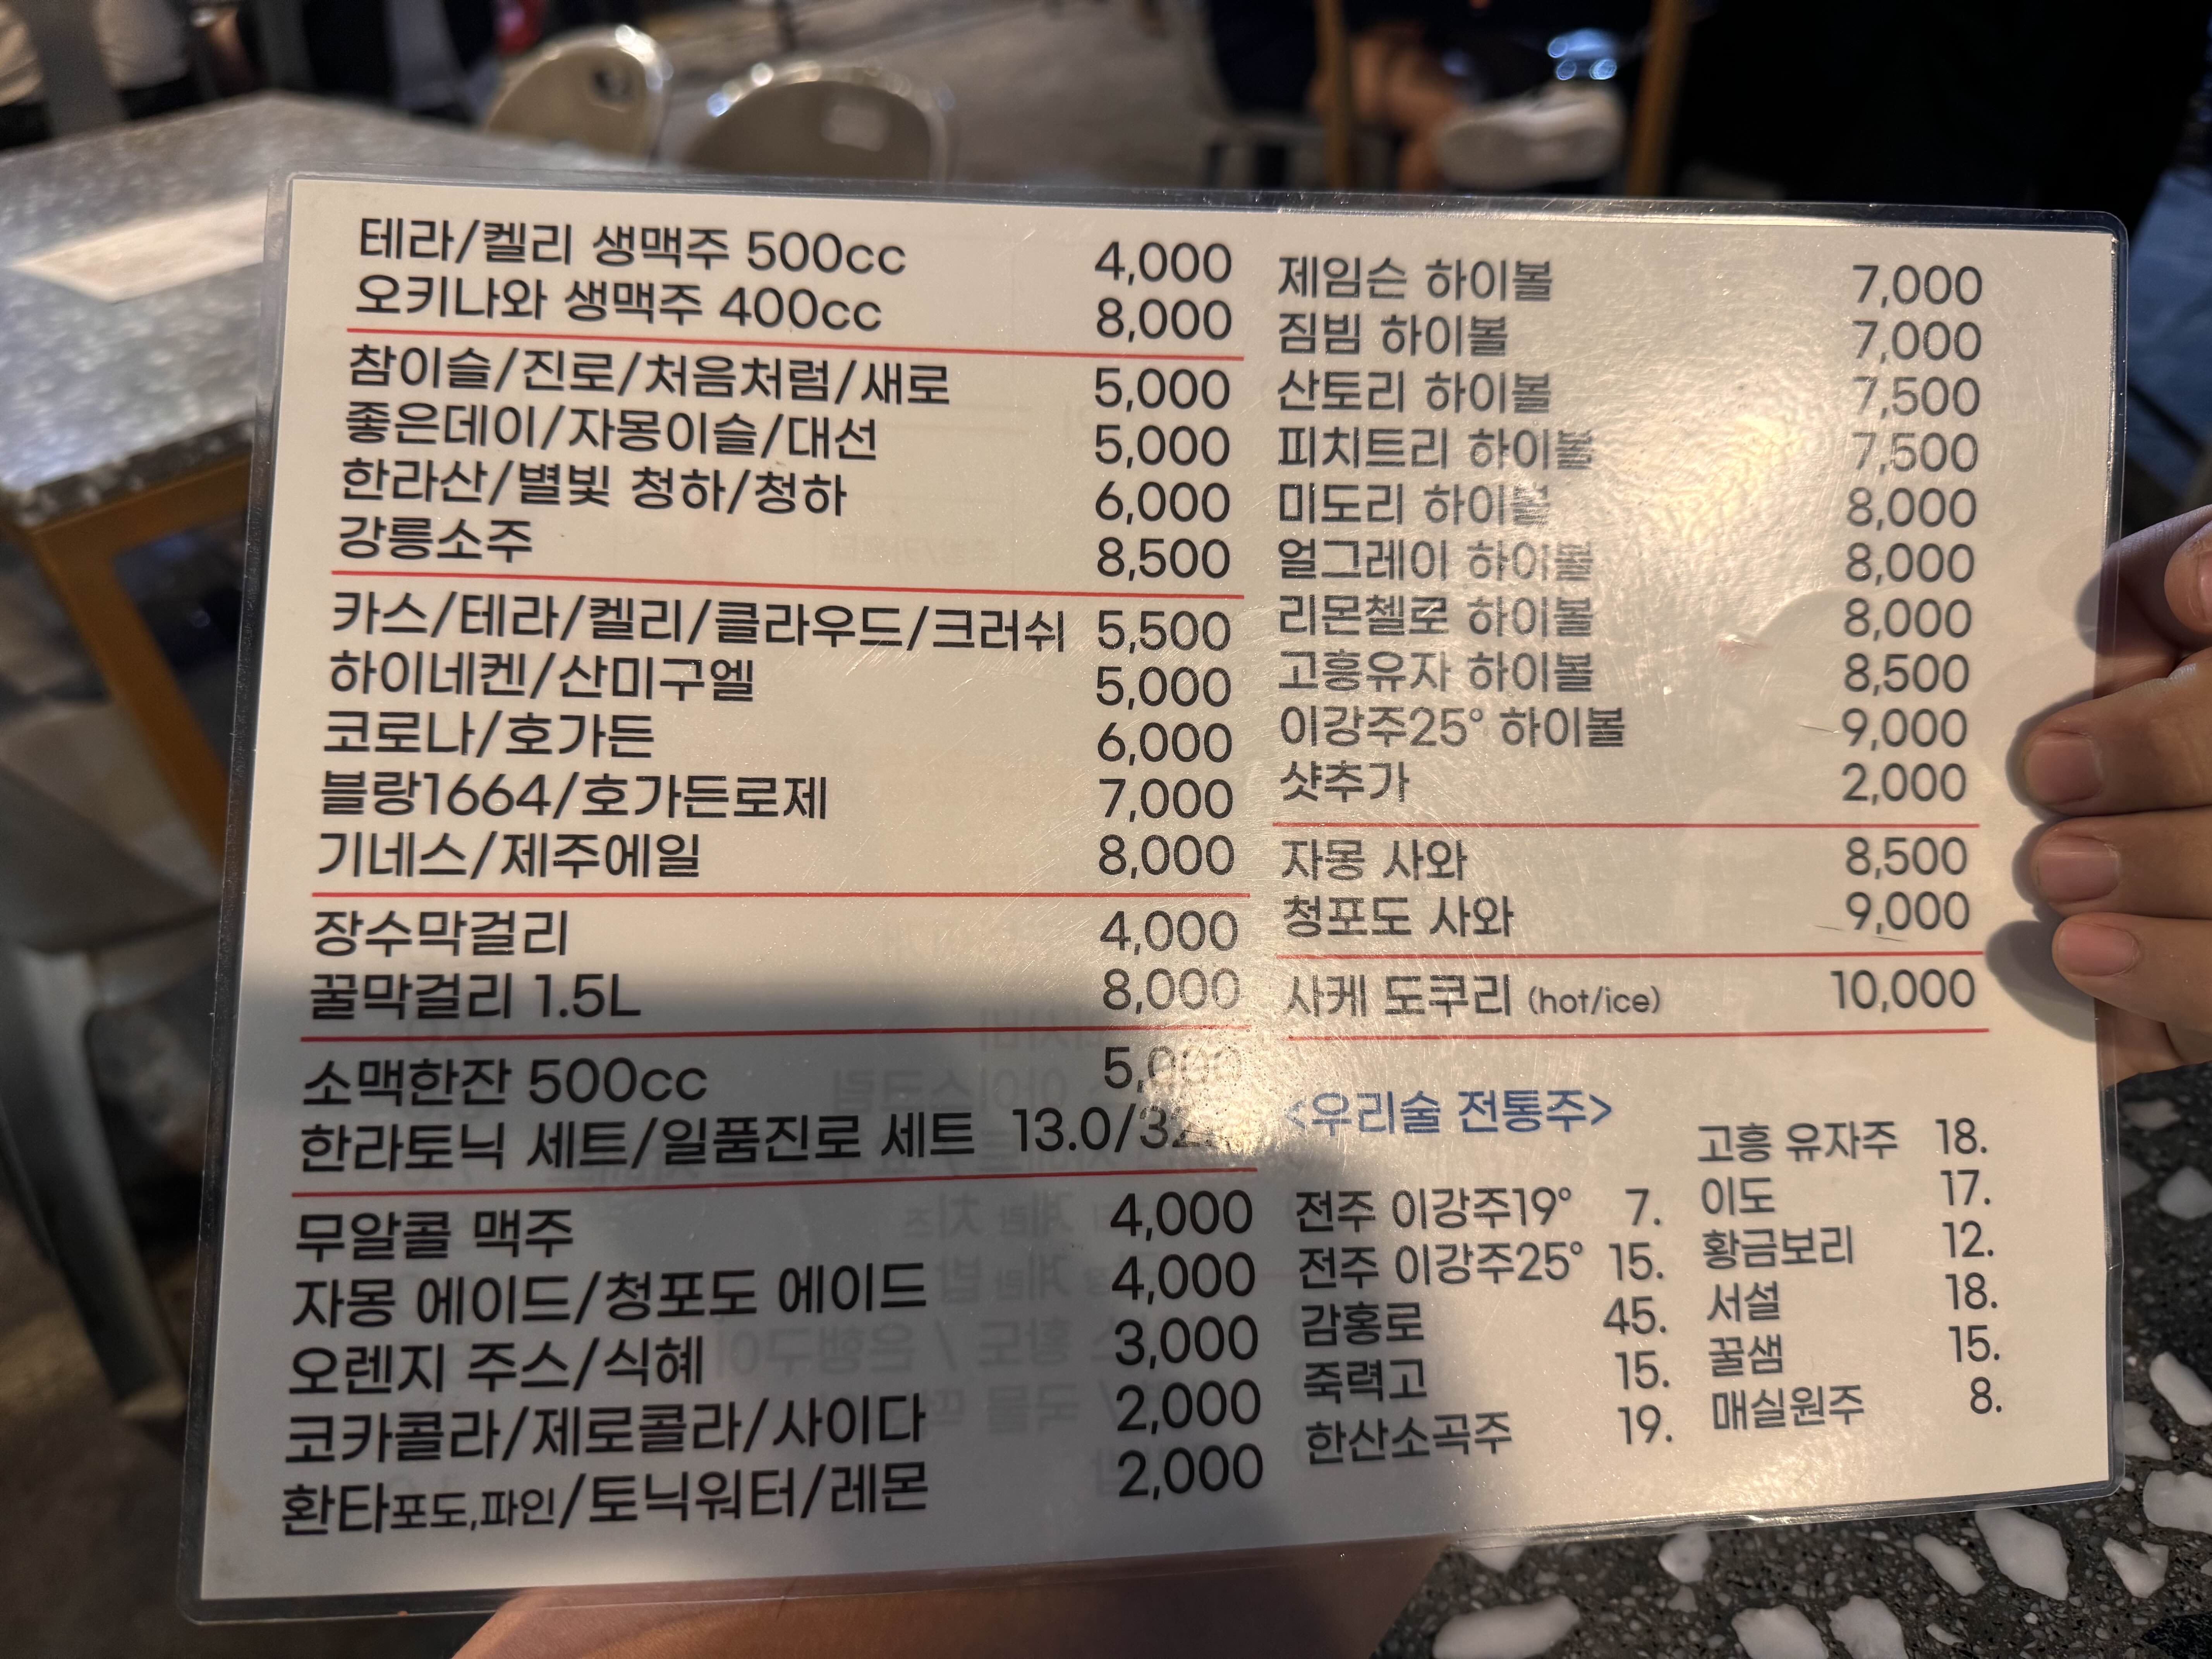 테라/켈리 생맥주 500cc 4,000
오키나와 생맥주 400cc 8,000
참이슬/진로/처음처럼/새로 5,000
좋은데이/자몽이슬/대선 5,000
한라산/별빛 청하/청하 6,000
강릉소주 8,500
카스/테라/켈리/클라우드/크러쉬 5,500
하이네켄/산미구엘 5,000
코로나/호가든 6,000
블랑1664/호가든로제 7,000
기네스/제주에일 8,000
장수막걸리 4,000
꿀막걸리 1.5L 8,000
소맥한잔 500cc 5,000
한라토닉 세트/일품진로 세트
무알콜 맥주 4,000
자몽 에이드/청포도 에이드 4,000
오렌지 주스/식혜 3,000
코카콜라/제로콜라/사이다 2,000
환타포도,파인/토닉워터/레몬 2,000
제임슨 하이볼 7,000
짐빔 하이볼 7,000
산토리 하이볼 7,500
피치트리 하이볼 7,500
미도리 하이볼 8,000
얼그레이 하이볼 8,000
리몬첼로 하이볼 8,000
고흥유자 하이볼 8,500
이강주25° 하이볼 9,000
샷추가 2,000
자몽 사와 8,500
청포도 사와 9,000
사케 도쿠리 (hot/ice) 10,000
<우리술 전통주>
전주 이강주19° 7.
전주 이강주25° 15.
감홍로 45.
죽력고 15.
한산소곡주 19.
고흥 유자주 18.
이도 17.
황금보리 12.
서설 18.
꿀샘 15.
매실원주 8.